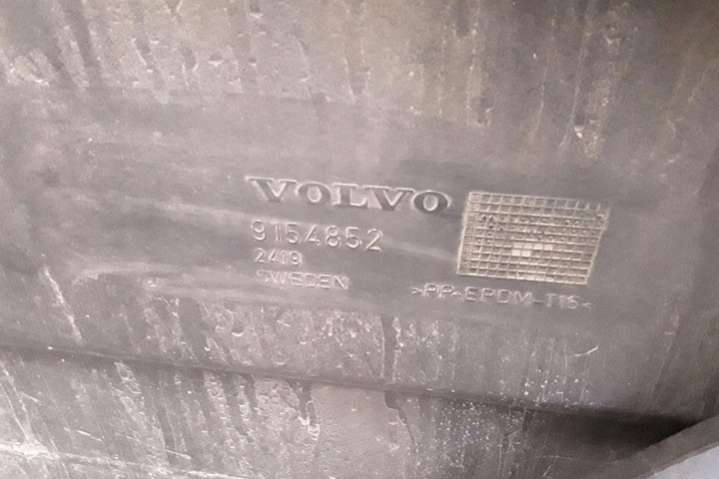 VOLVO
9154852
2419
SWEDEN
>PP+EPDM-T15<